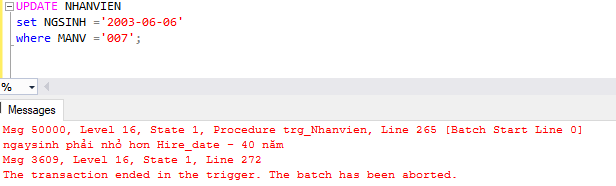 UPDATE NHANVIEN
set NGSINH ='2003-06-06'
where MANV ='007';
%
Messages
Msg 50000, Level 16, State 1, Procedure trg_Nhanvien, Line 265 [Batch Start Line 0]
ngaysinh phải nhỏ hơn Hire_date - 40 năm
Msg 3609, Level 16, State 1, Line 272
The transaction ended in the trigger. The batch has been aborted.